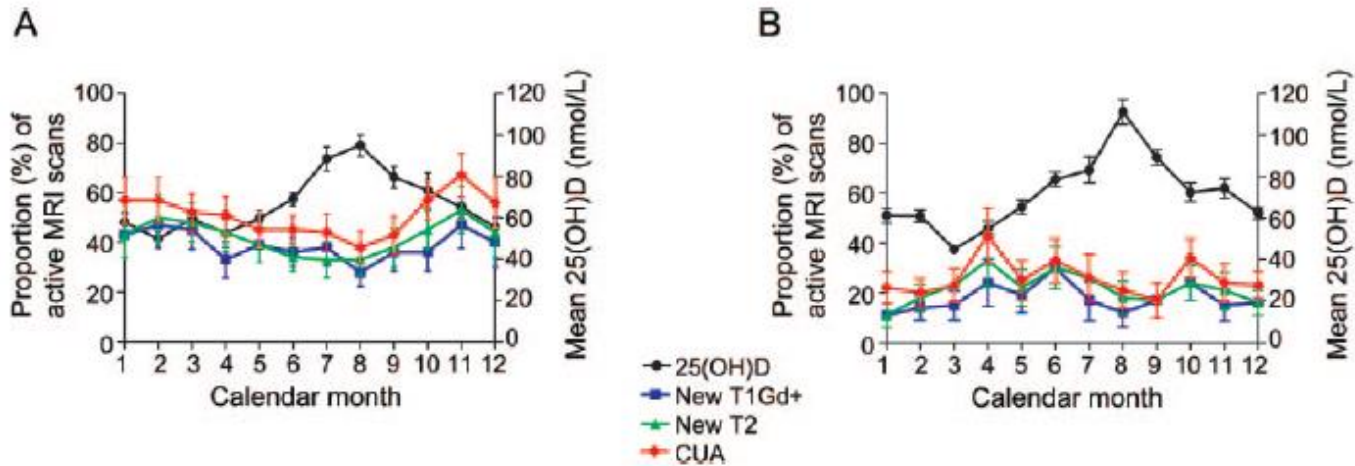 A
Proportion (%) of
active MRI scans
100
80
60
40
20
0
1 2 3 4 5 6 7 8 9 10 11 12
Calendar month
120
100
80
60
40
20
0
Mean 25(OH)D (nmol/L)
25(OH)D
New T1Gd+
New T2
CUA
B
Proportion (%) of
active MRI scans
100
80
60
40
20
0
1 2 3 4 5 6 7 8 9 10 11 12
Calendar month
120
100
80
60
40
20
0
Mean 25(OH)D (nmol/L)